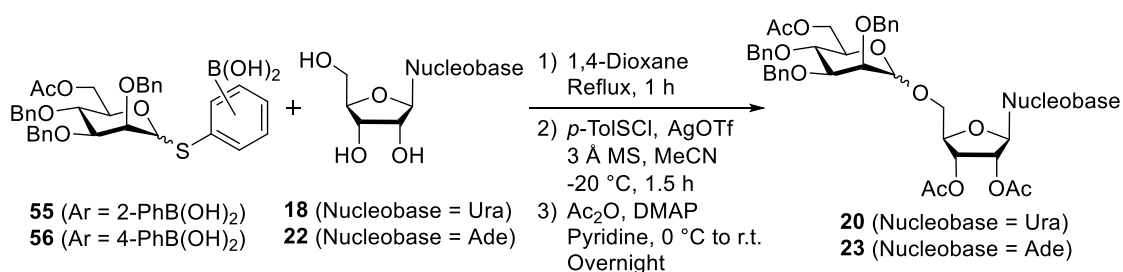 AcO
OBn
BnO
BnO
O
S
B(OH)₂
+
HO
O
Nucleobase
HO
OH
1) 1,4-Dioxane
Reflux, 1 h
2) p-TolSCl, AgOTf
3 Å MS, MeCN
-20 °C, 1.5 h
3) Ac₂O, DMAP
Pyridine, 0 °C to r.t.
Overnight
AcO
OBn
BnO
BnO
O
O
Nucleobase
O
AcO
OAc
55 (Ar = 2-PhB(OH)₂)
56 (Ar = 4-PhB(OH)₂)
18 (Nucleobase = Ura)
22 (Nucleobase = Ade)
20 (Nucleobase = Ura)
23 (Nucleobase = Ade)